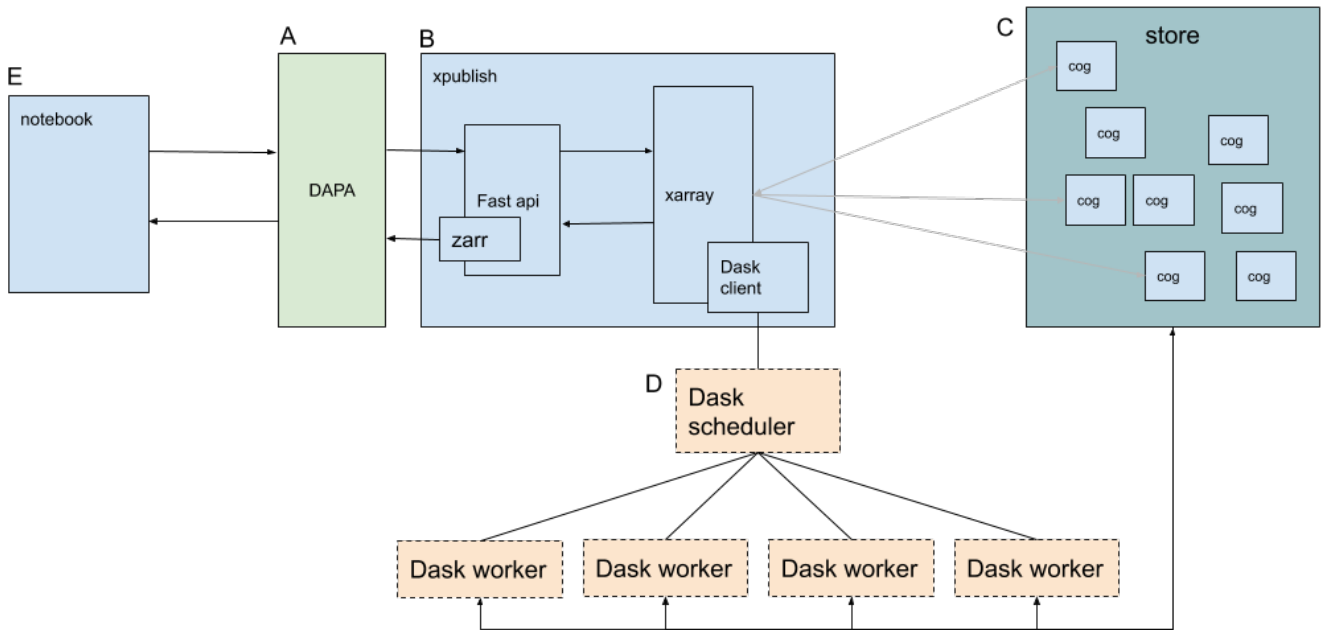 E
notebook
A
DAPA
B
xpublish
Fast api
zarr
xarray
Dask
client
C
store
cog
cog
cog
cog
cog
cog
cog
cog
D
Dask
scheduler
Dask worker
Dask worker
Dask worker
Dask worker